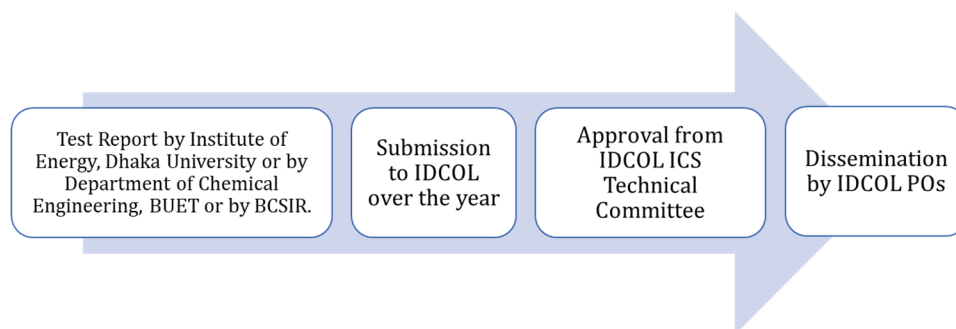 Test Report by Institute of
Energy, Dhaka University or by
Department of Chemical
Engineering, BUET or by BCSIR.
Submission
to IDCOL
over the year
Approval from
IDCOL ICS
Technical
Committee
Dissemination
by IDCOL POs